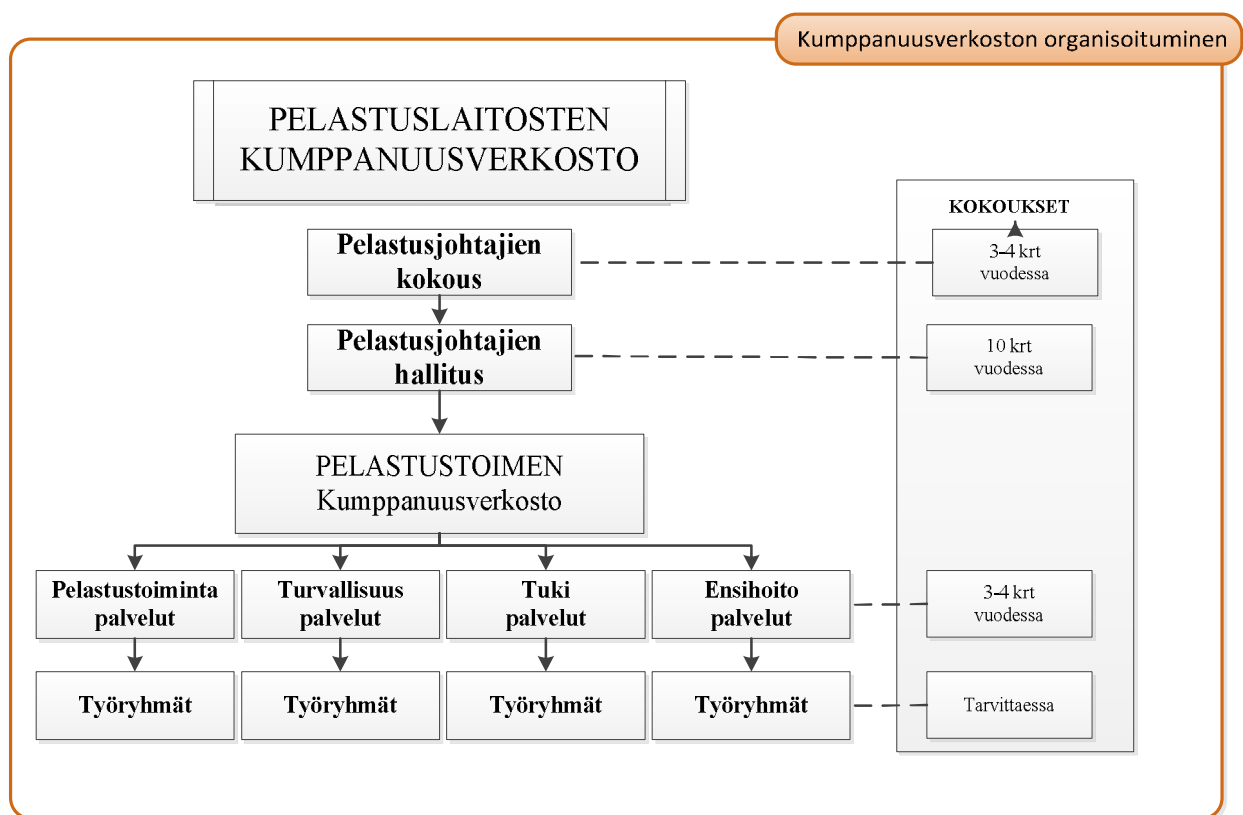 Kumppanuusverkoston organisoituminen
PELASTUSLAITOSTEN
KUMPPANUUSVERKOSTO
KOKOUKSET
Pelastusjohtajien
kokous
3-4 krt
vuodessa
Pelastusjohtajien
hallitus
10 krt
vuodessa
PELASTUSTOIMEN
Kumppanuusverkosto
Pelastustoiminta
palvelut
Turvallisuus
palvelut
Tuki
palvelut
Ensihoito
palvelut
3-4 krt
vuodessa
Työryhmät
Työryhmät
Työryhmät
Työryhmät
Tarvittaessa